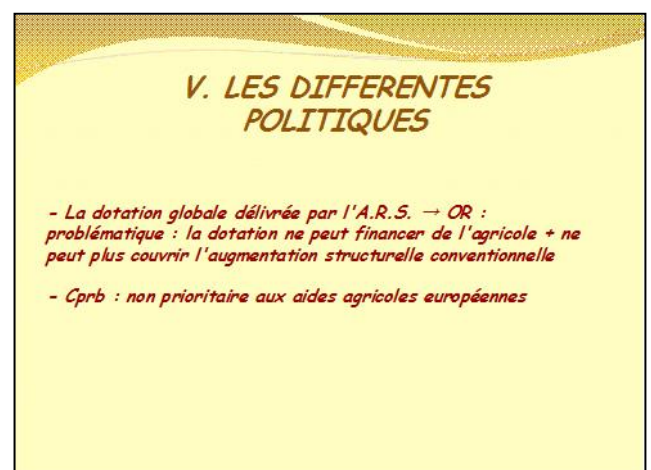 V. LES DIFFERENTES
POLITIQUES
- La dotation globale délivrée par l'A.R.S. → OR :
problématique : la dotation ne peut financer de l'agricole + ne
peut plus couvrir l'augmentation structurelle conventionnelle
- Cprb : non prioritaire aux aides agricoles européennes